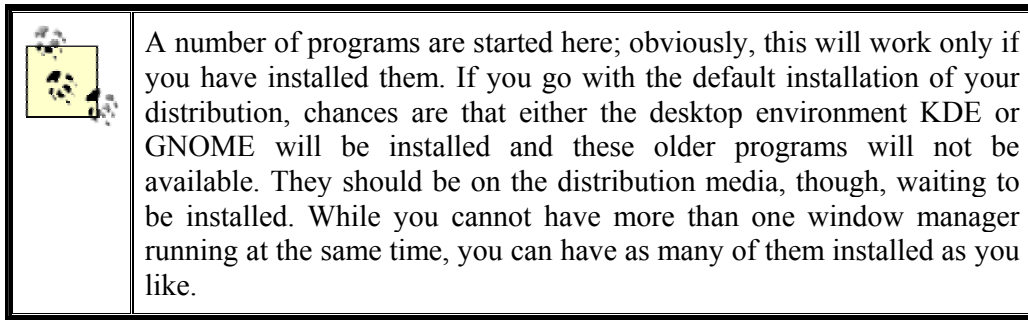 A number of programs are started here; obviously, this will work only if
you have installed them. If you go with the default installation of your
distribution, chances are that either the desktop environment KDE or
GNOME will be installed and these older programs will not be
available. They should be on the distribution media, though, waiting to
be installed. While you cannot have more than one window manager
running at the same time, you can have as many of them installed as you
like.